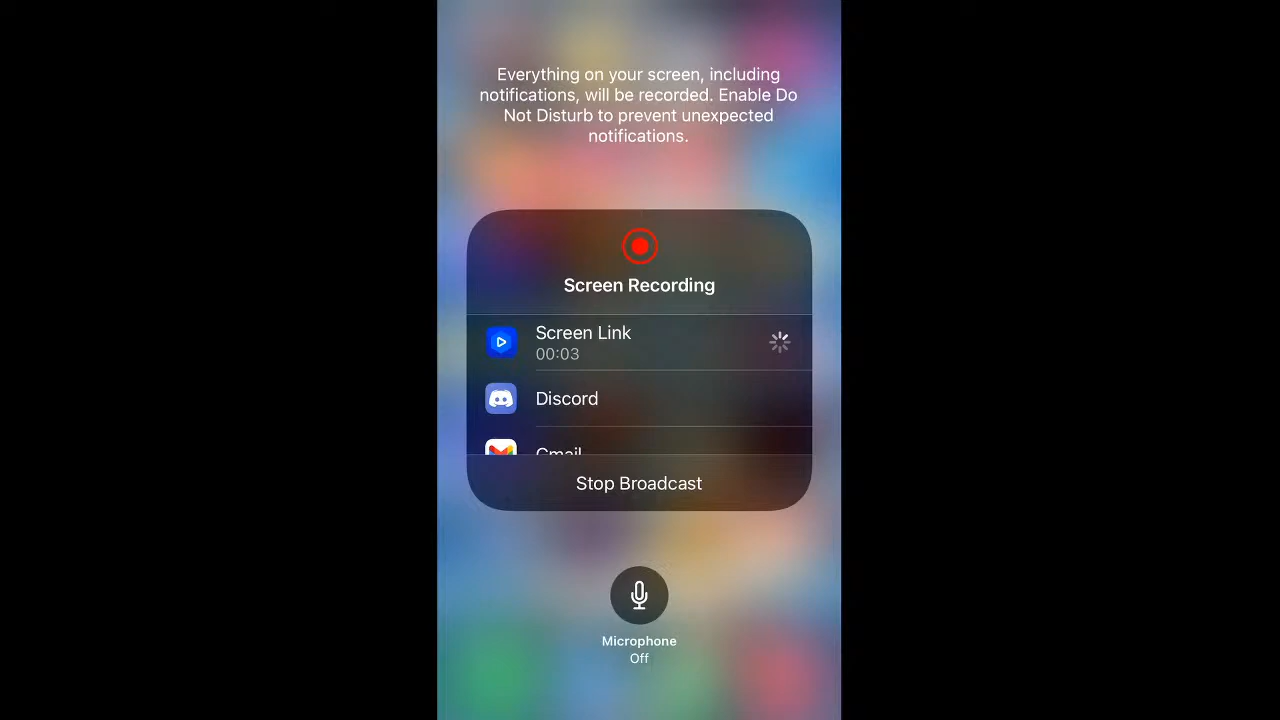 Everything on your screen, including
notifications, will be recorded. Enable Do
Not Disturb to prevent unexpected
notifications.
Screen Recording
Screen Link
00:03
Discord
Gmail
Stop Broadcast
Microphone
Off